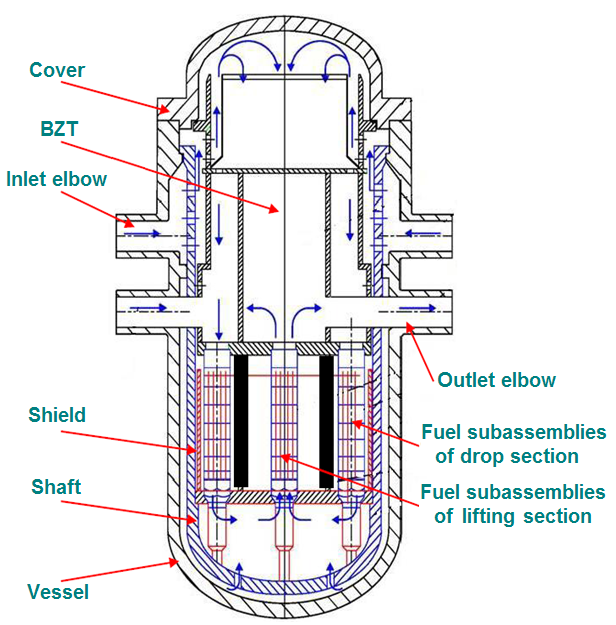 Cover
BZT
Inlet elbow
Outlet elbow
Shield
Fuel subassemblies
of drop section
Shaft
Fuel subassemblies
of lifting section
Vessel